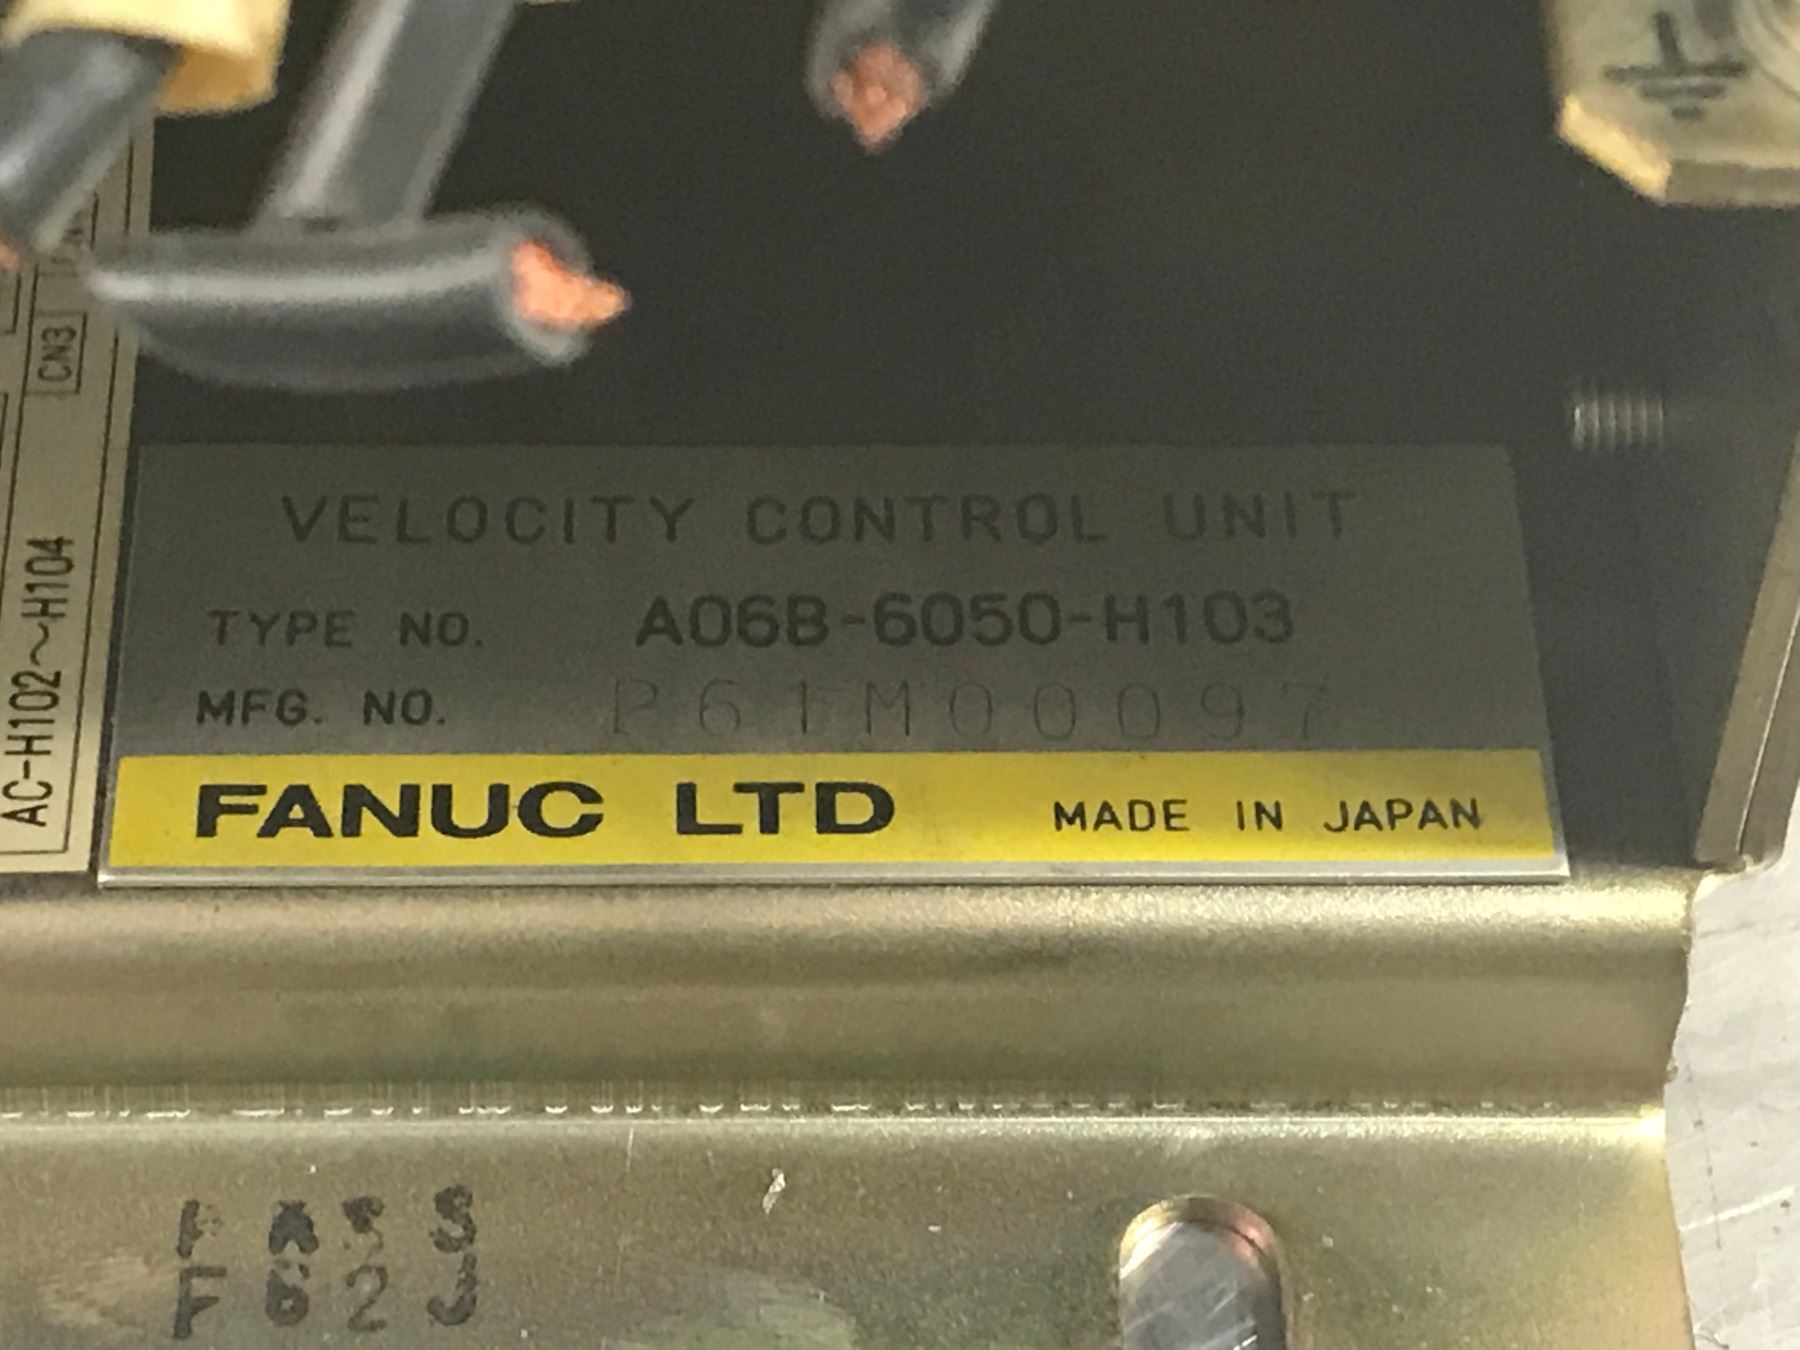 CN3
AC-H102~H104
VELOCITY CONTROL UNIT
TYPE NO. A06B-6050-H103
MFG. NO. P61M00097
FANUC LTD MADE IN JAPAN
PASS